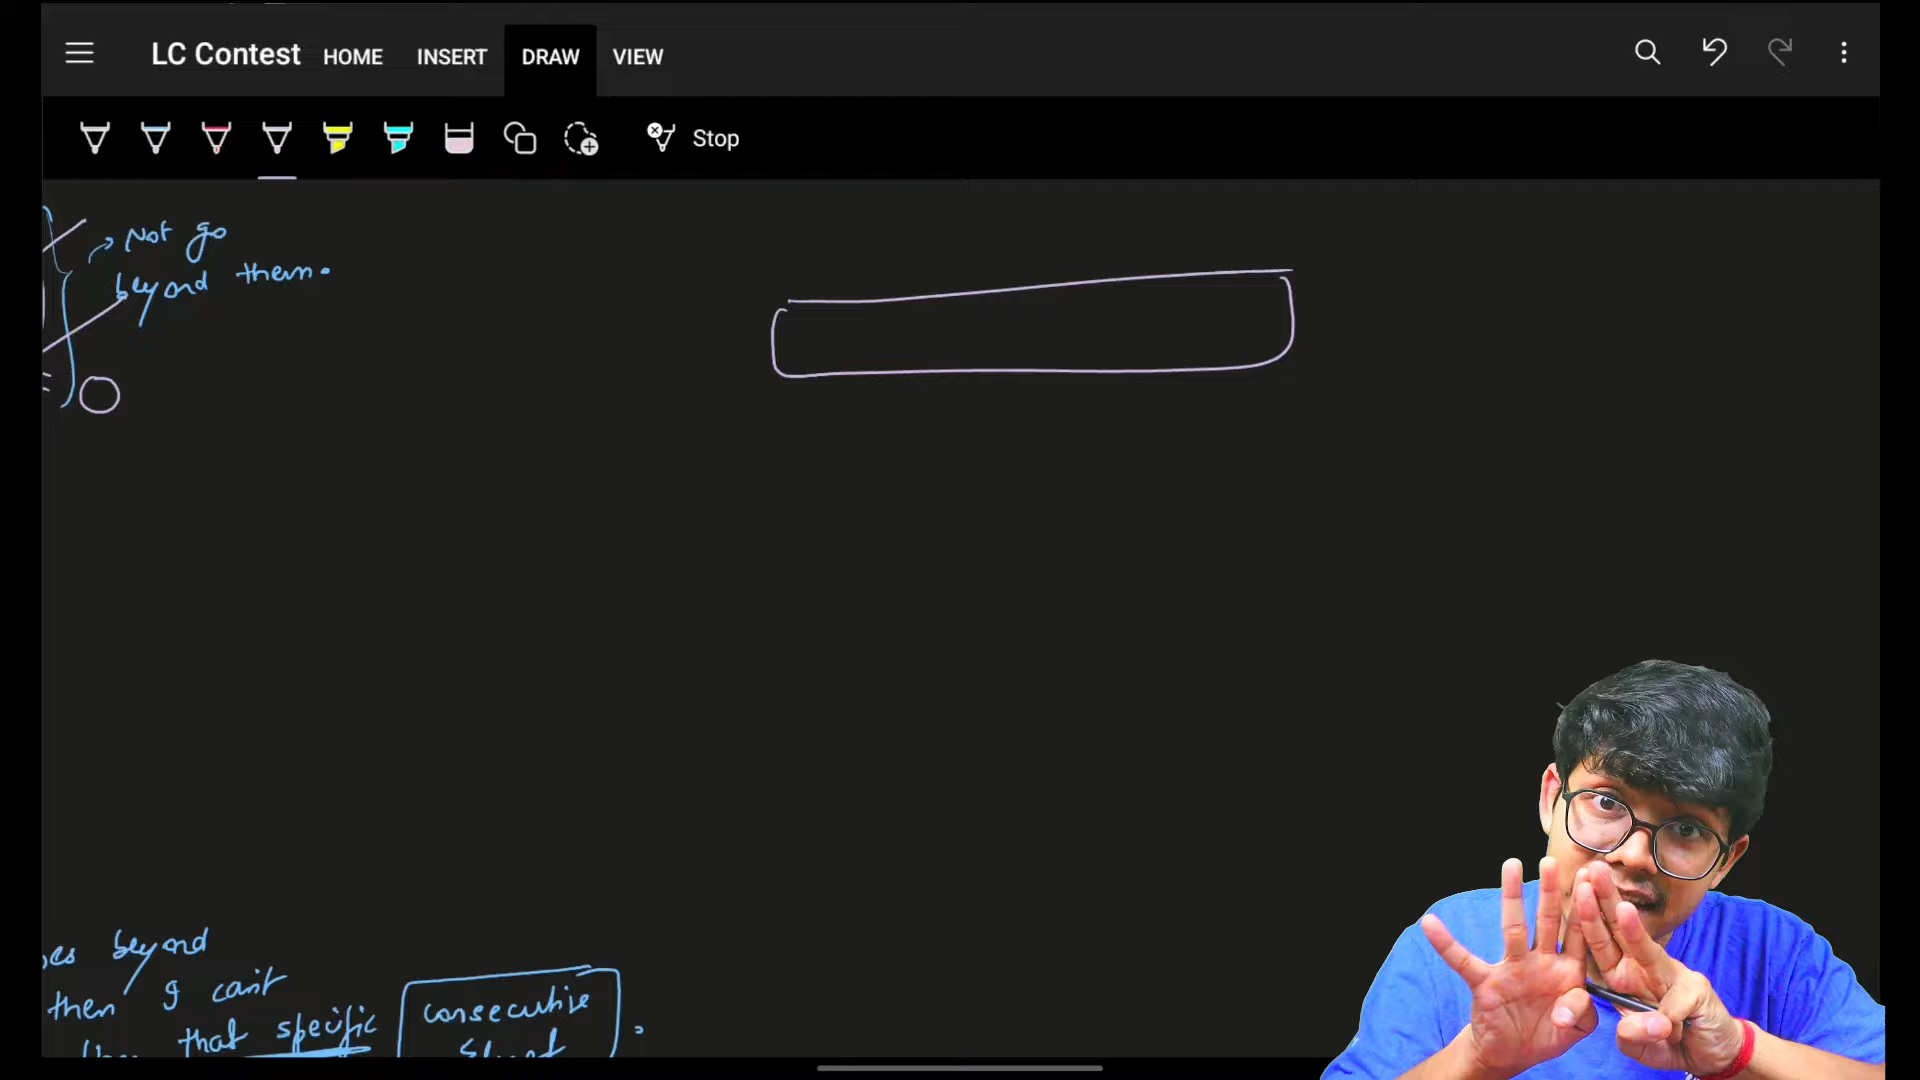 LC Contest HOME INSERT DRAW VIEW
Stop
Not go
beyond them.
beyond
then I can't
that specific
consecutive